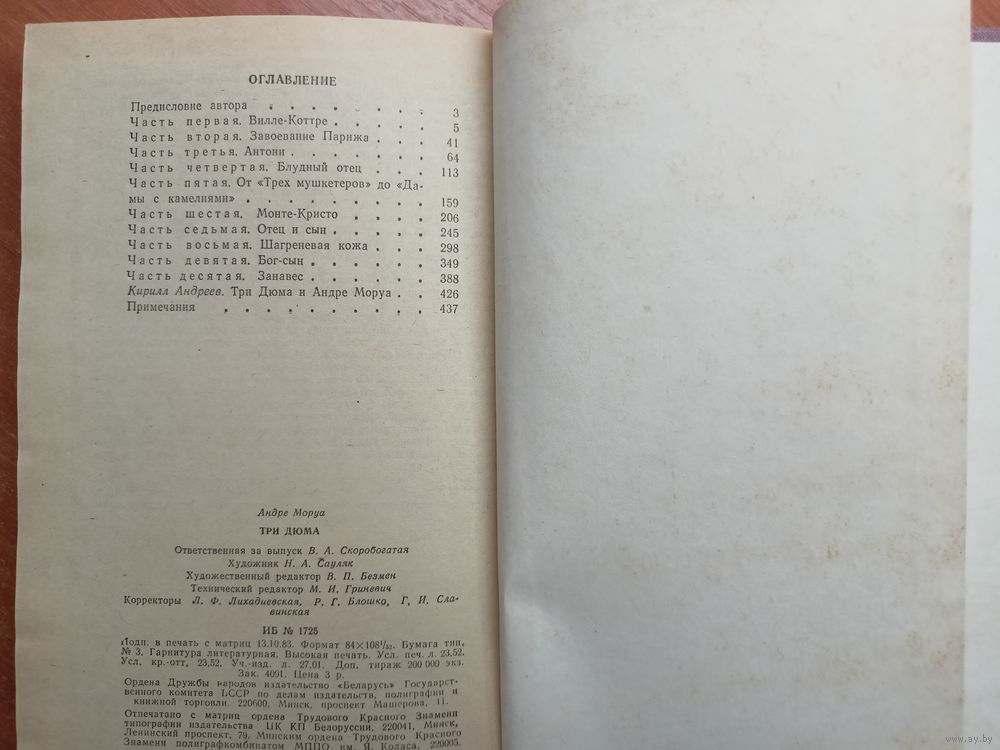 ОГЛАВЛЕНИЕ
Предисловие автора . . . . . . . 3
Часть первая. Вилле-Коттре . . . . . 5
Часть вторая. Завоевание Парижа . . . 41
Часть третья. Антони . . . . . . . 64
Часть четвертая. Блудный отец . . . 113
Часть пятая. От «Трех мушкетеров» до «Да-
мы с камелиями» . . . . . . . . . 159
Часть шестая. Монте-Кристо . . . . 206
Часть седьмая. Отец и сын . . . . . 245
Часть восьмая. Шагреневая кожа . . . 298
Часть девятая. Бог-сын . . . . . . 349
Часть десятая. Занавес . . . . . . 388
Кирилл Андреев. Три Дюма и Андре Моруа . . 426
Примечания . . . . . . . . . . 437
Андре Моруа
ТРИ ДЮМА
Ответственная за выпуск В. А. Скоробогатая
Художник Н. А. Сауляк
Художественный редактор В. П. Безмен
Технический редактор М. И. Гриневич
Корректоры Л. Ф. Лихадиевская, Р. Г. Блошко, Г. И. Сла-
винская
ИБ № 1725
Подп. в печать с матриц 13.10.83. Формат 84×108¹/₃₂. Бумага тип.
№ 3. Гарнитура литературная. Высокая печать. Усл. печ. л. 23,52.
Усл. кр.-отт. 23,52. Уч.-изд. л. 27,01. Доп. тираж 200 000 экз.
Зак. 4091. Цена 3 р.
Ордена Дружбы народов издательство «Беларусь» Государст-
венного комитета БССР по делам издательств, полиграфии и
книжной торговли. 220600, Минск, проспект Машерова, 11.
Отпечатано с матриц ордена Трудового Красного Знамени
типографии издательства ЦК КП Белоруссии, 220041, Минск,
Ленинский проспект, 79, Минским ордена Трудового Красного
Знамени полиграфкомбинатом МППО им. Я. Коласа. 220005,
www.ay.by